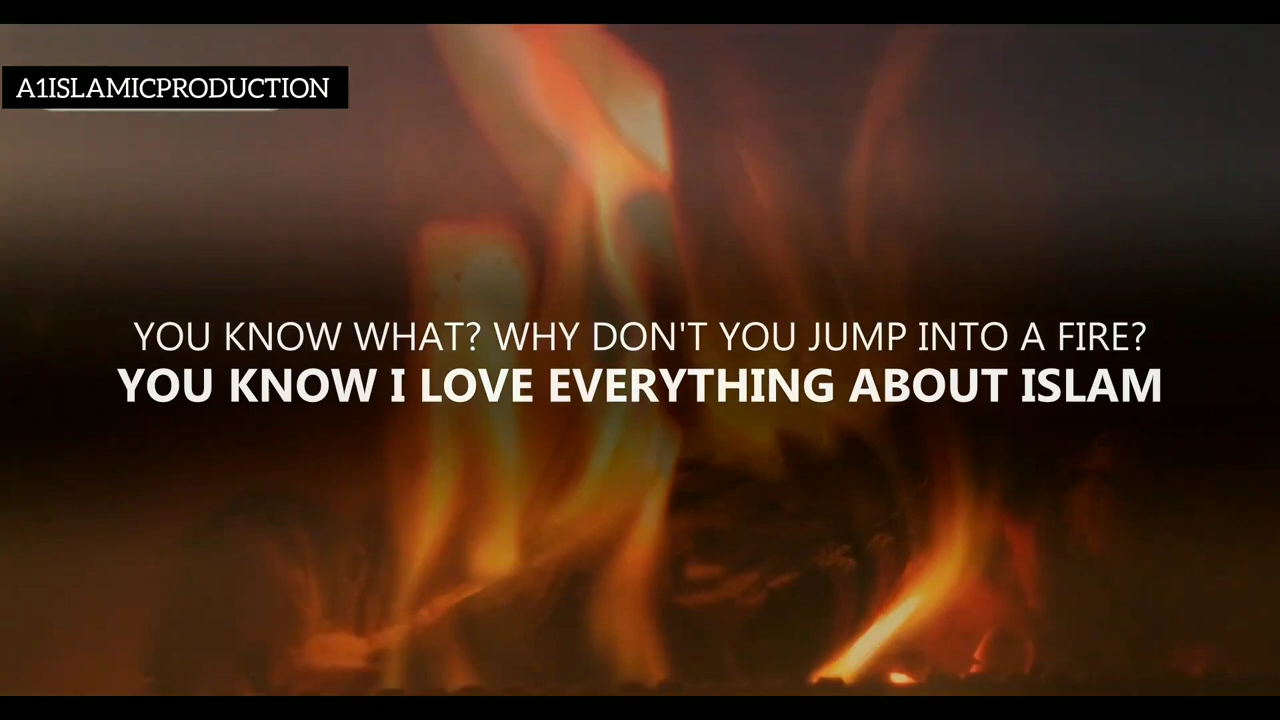 A1ISLAMICPRODUCTION
YOU KNOW WHAT? WHY DON'T YOU JUMP INTO A FIRE?
YOU KNOW I LOVE EVERYTHING ABOUT ISLAM